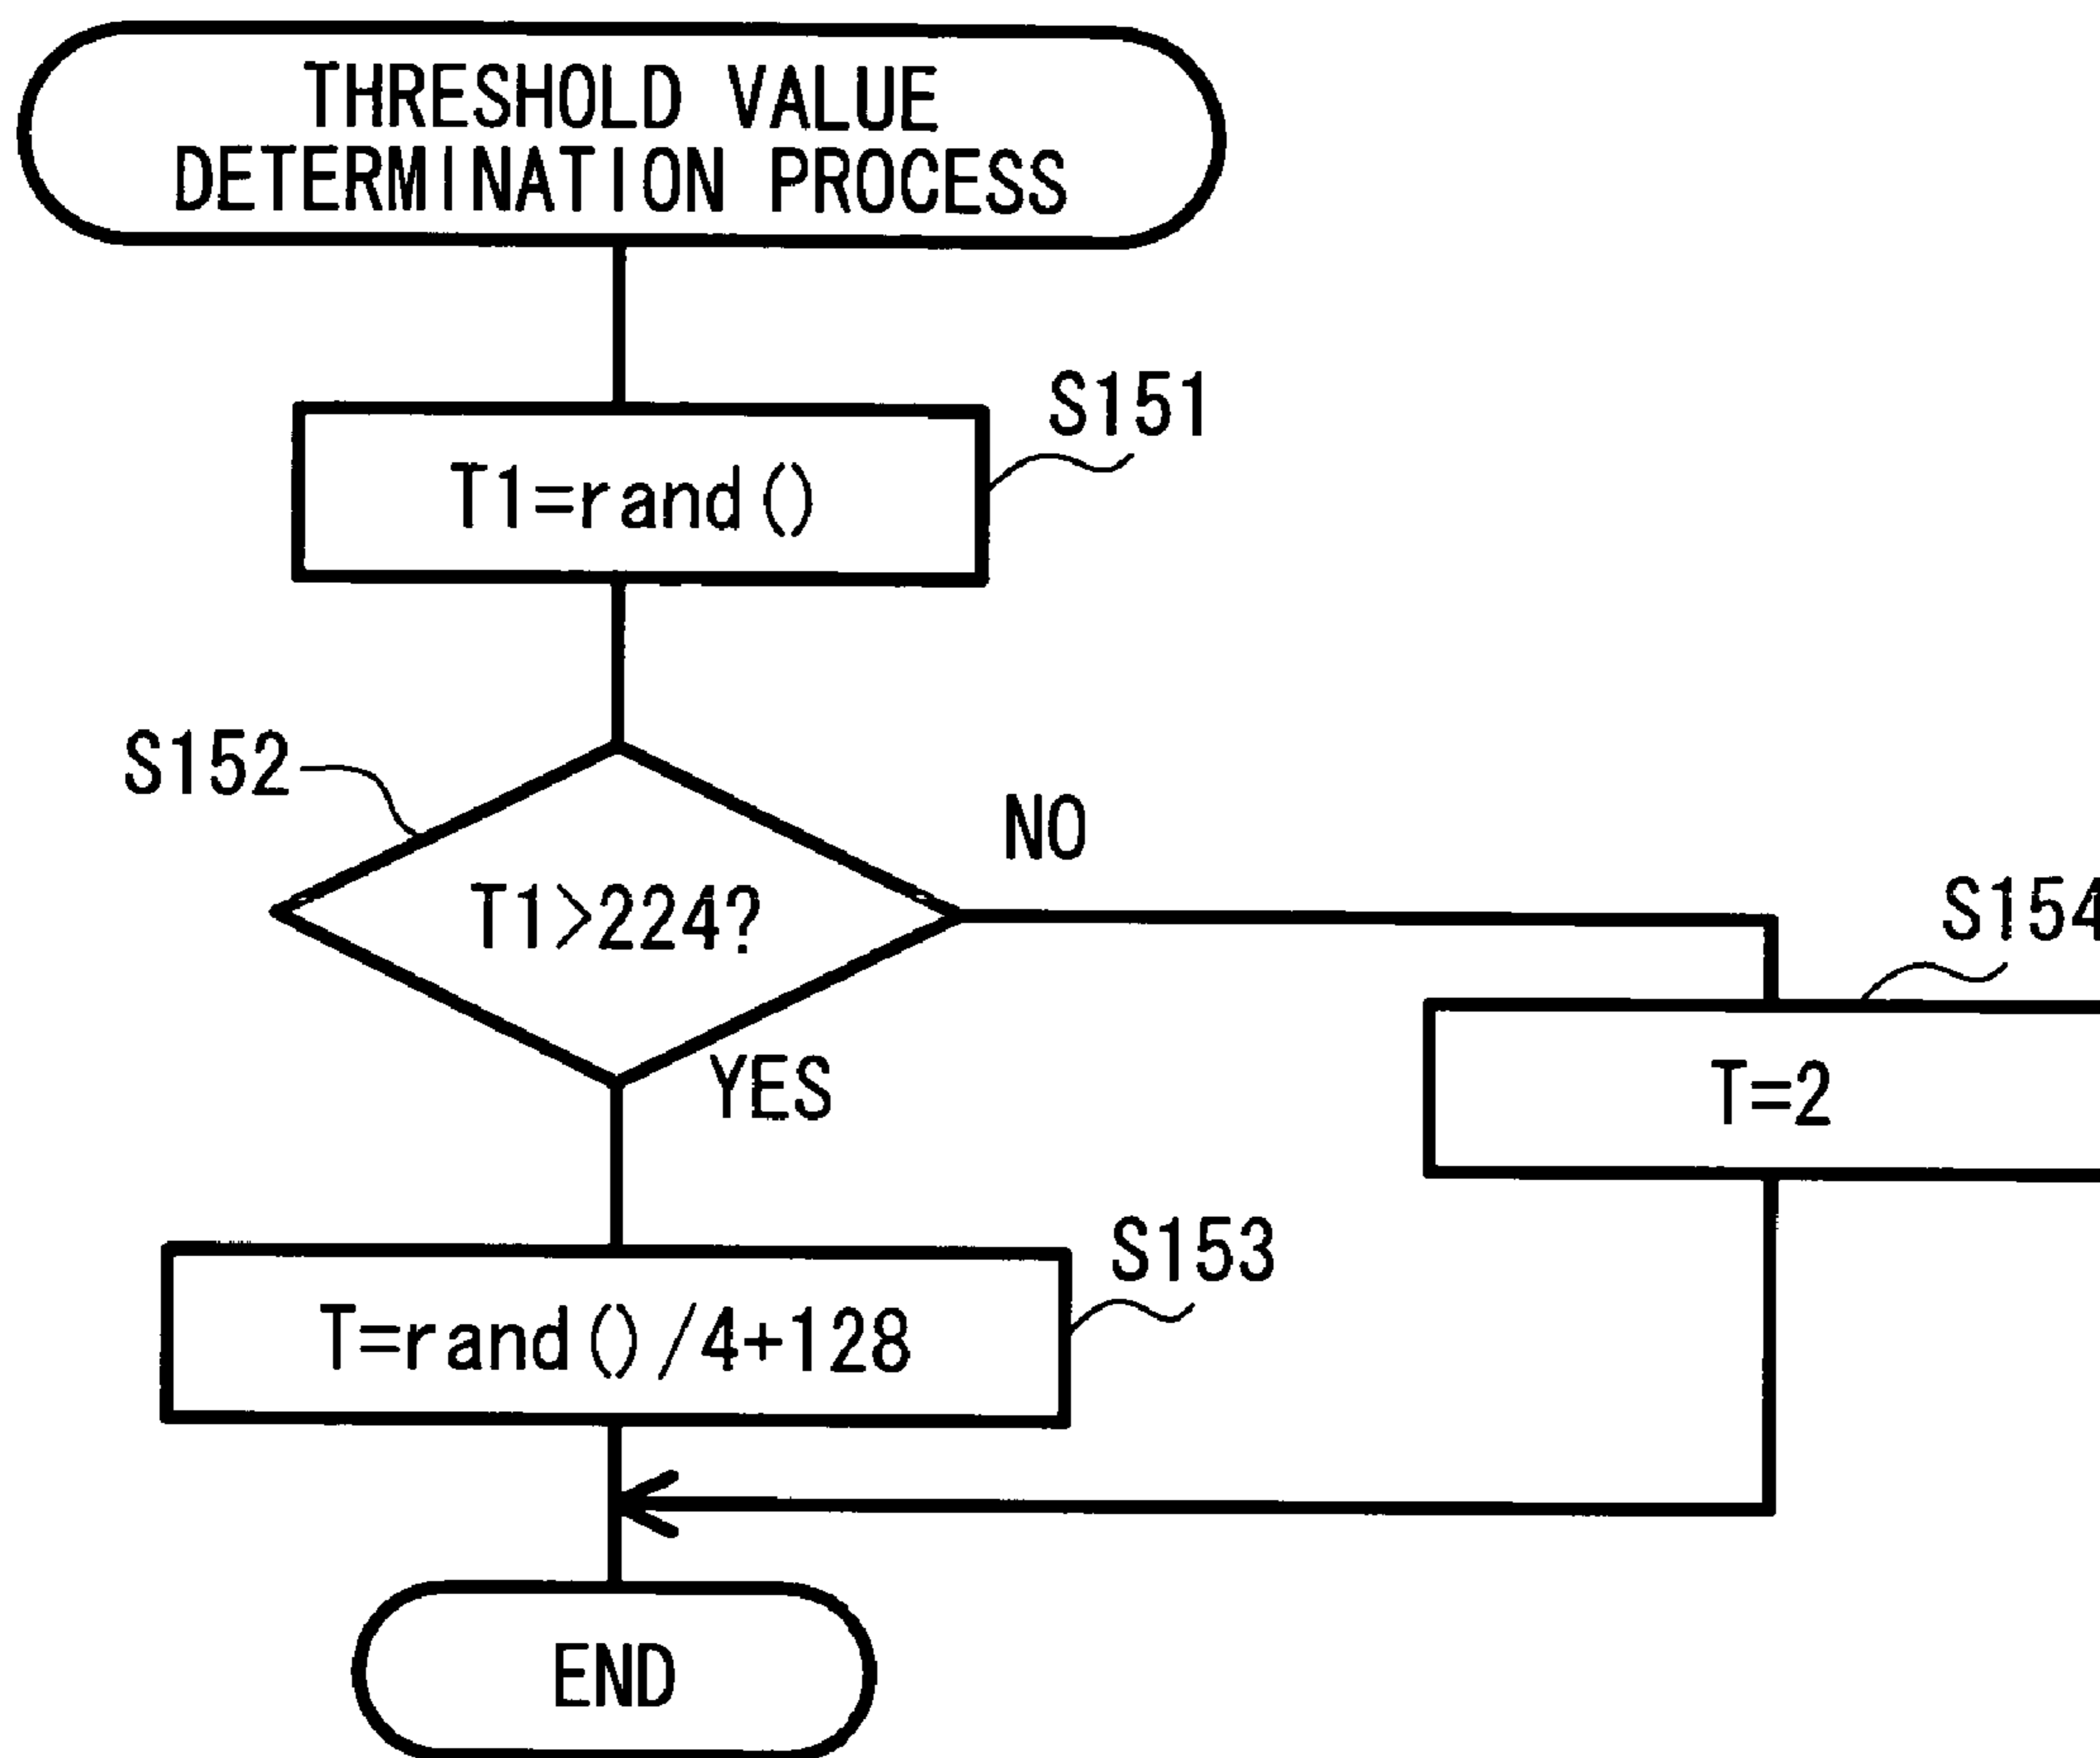 THRESHOLD VALUE
DETERMINATION PROCESS
S151
T1=rand()
S152
T1>224?
NO
YES
S154
T=2
S153
T=rand()/4+128
END